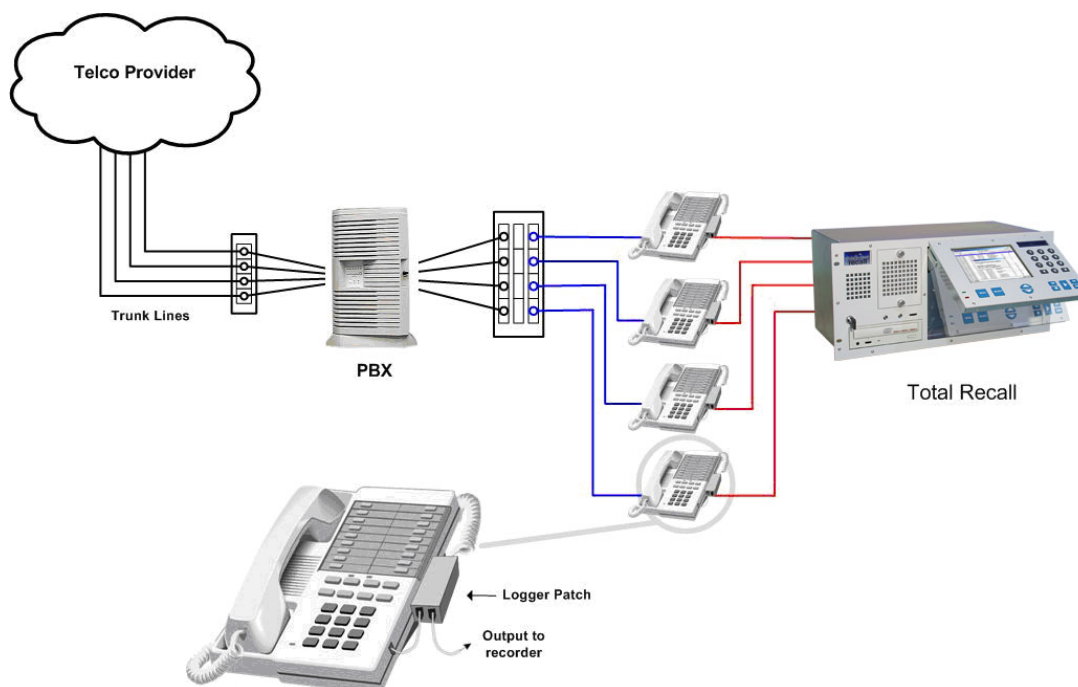 Telco Provider
Trunk Lines
PBX
Total Recall
Logger Patch
Output to
recorder